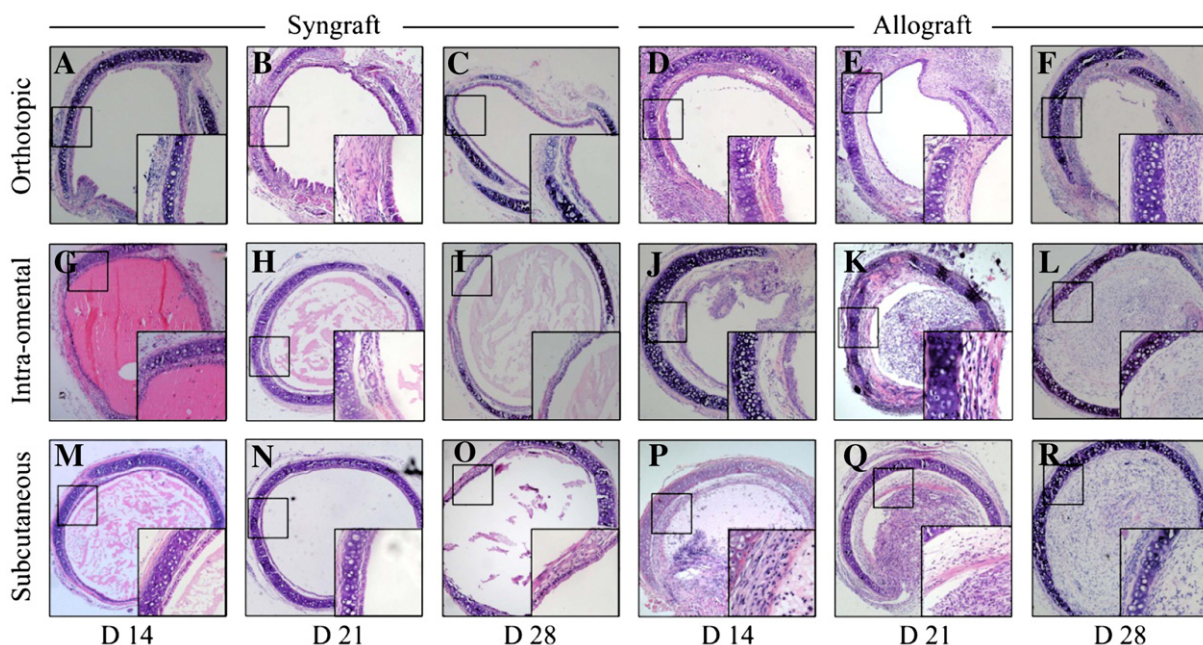 Syngraft Allograft
Orthotopic A B C D E F
Intra-omental G H I J K L
Subcutaneous M N O P Q R
D 14 D 21 D 28 D 14 D 21 D 28